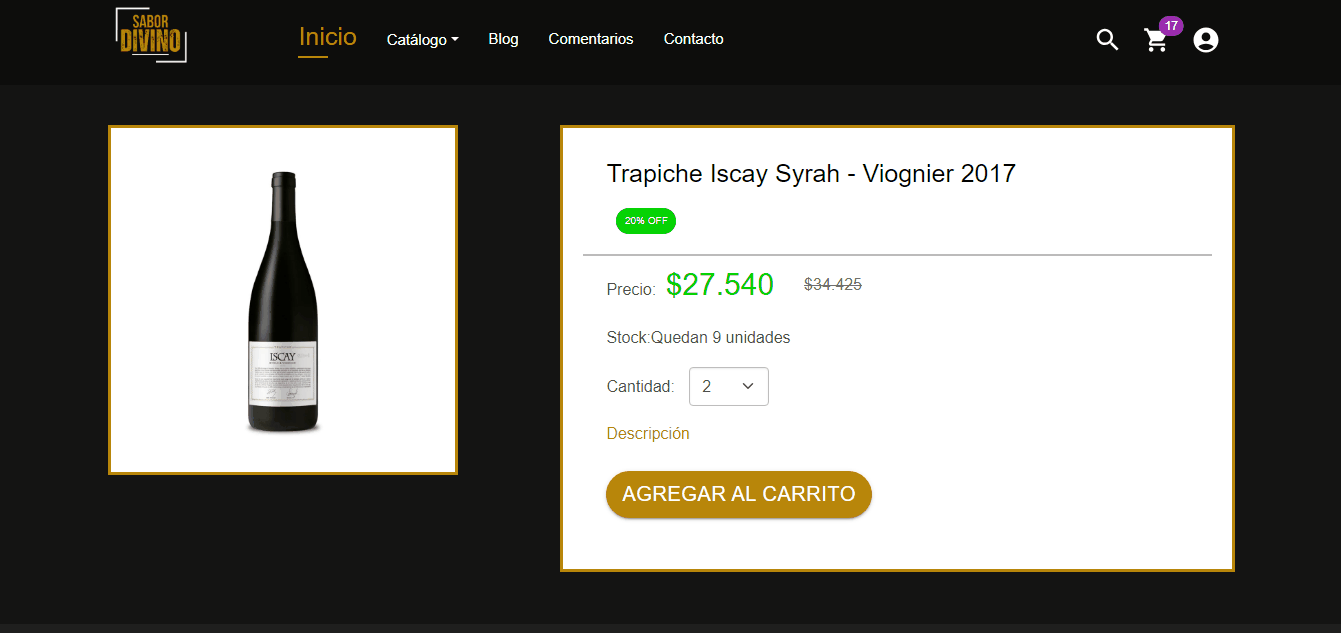 SABOR
DIVINO
Inicio
Catálogo
Blog
Comentarios
Contacto
17
Trapiche Iscay Syrah - Viognier 2017
20% OFF
Precio: $27.540 $34.425
Stock:Quedan 9 unidades
Cantidad: 2
Descripción
AGREGAR AL CARRITO
ISCAY